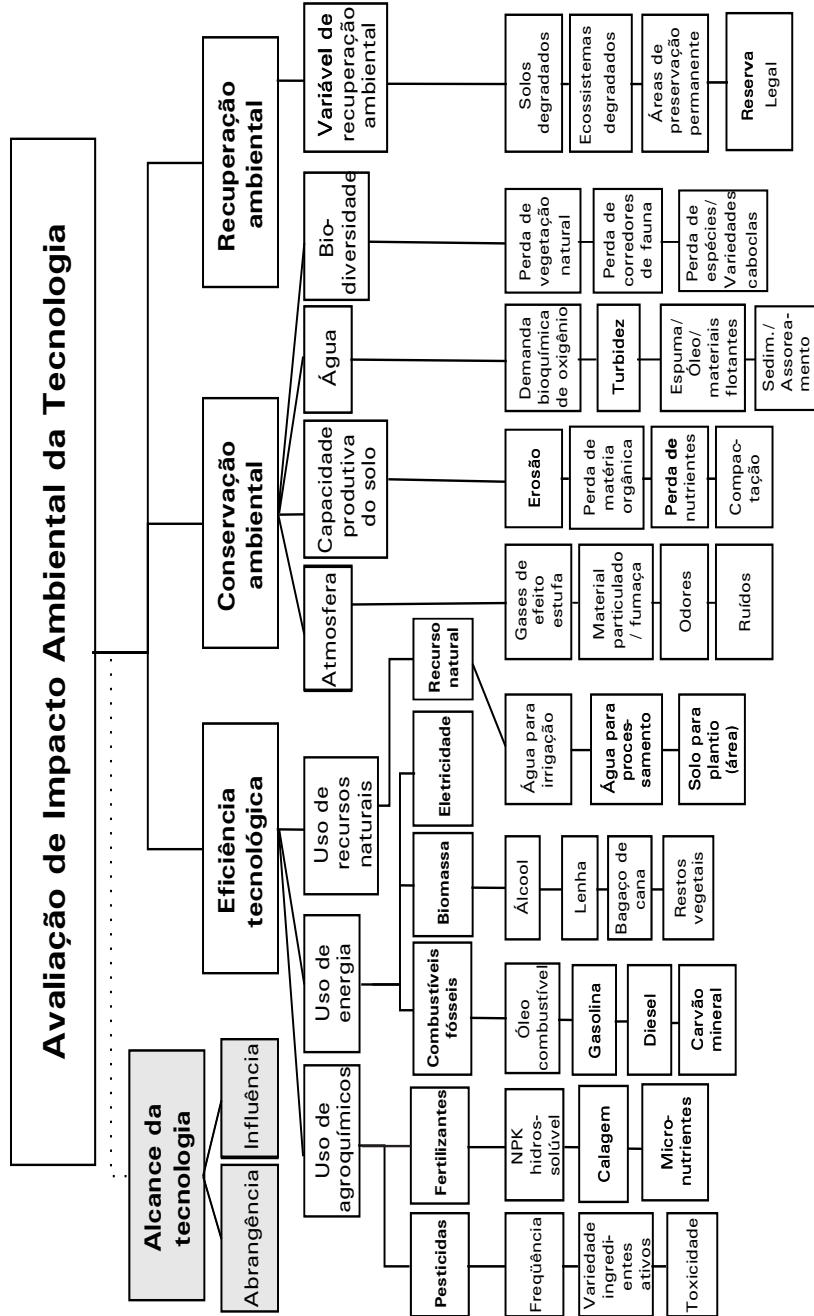 Avaliação de Impacto Ambiental da Tecnologia
Alcance da
tecnologia
Abrangência
Influência
Eficiência
tecnológica
Conservação
ambiental
Recuperação
ambiental
Uso de
agroquímicos
Uso de
energia
Uso de
recursos
naturais
Atmosfera
Capacidade
produtiva
do solo
Água
Bio-
diversidade
Variável de
recuperação
ambiental
Pesticidas
Fertilizantes
Combustíveis
fósseis
Biomassa
Eletricidade
Recurso
natural
Freqüência
Variedade
ingredi-
entes
ativos
Toxicidade
NPK
hidros-
solúvel
Calagem
Micro-
nutrientes
Óleo
combustível
Gasolina
Diesel
Carvão
mineral
Álcool
Lenha
Bagaço de
cana
Restos
vegetais
Água para
irrigação
Água para
proces-
samento
Solo para
plantio
(área)
Gases de
efeito
estufa
Material
particulado
/ fumaça
Odores
Ruídos
Erosão
Perda de
matéria
orgânica
Perda de
nutrientes
Compac-
tação
Demanda
bioquímica
de oxigênio
Turbidez
Espuma/
Óleo/
materiais
flotantes
Sedim./
Assorea-
mento
Perda de
vegetação
natural
Perda de
corredores
de fauna
Perda de
espécies/
Variedades
caboclas
Solos
degradados
Ecossistemas
degradados
Áreas de
preservação
permanente
Reserva
Legal